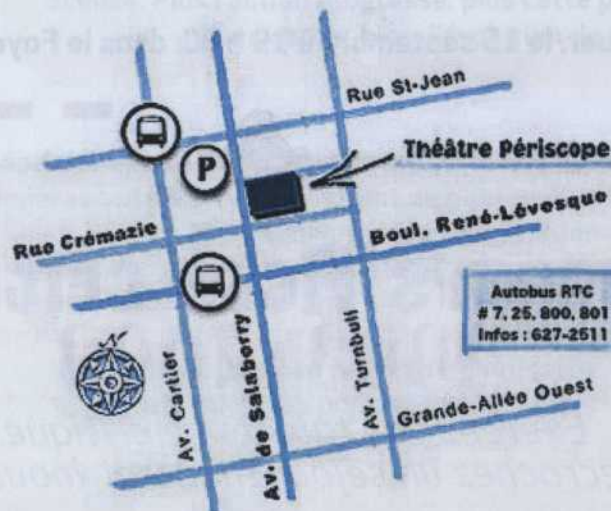 Rue St-Jean
P
Théâtre Périscope
Rue Crémazie
Boul. René-Lévesque
Autobus RTC
# 7, 25, 800, 801
Infos : 627-2511
N
Av. Cartier
Av. de Salaberry
Av. Turnbull
Grande-Allée Ouest